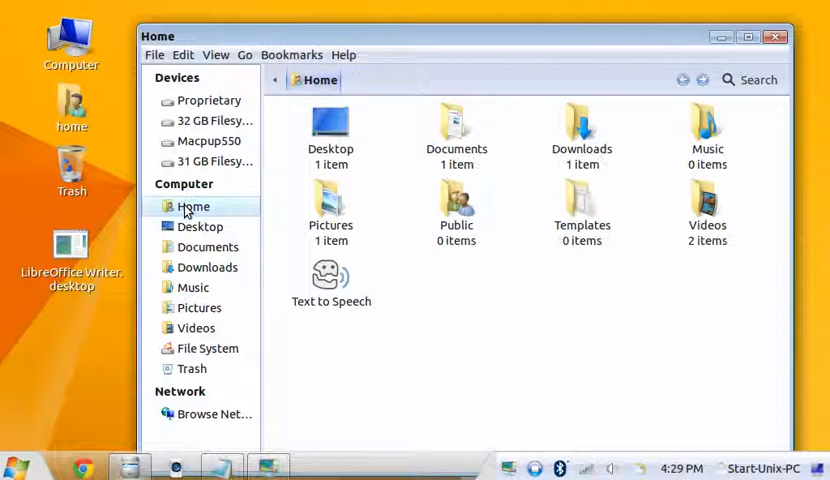 Computer
home
Trash
LibreOffice Writer.
desktop
Home
File Edit View Go Bookmarks Help
Devices
Proprietary
32 GB Filesy...
Macpup550
31 GB Filesy...
Computer
Home
Desktop
Documents
Downloads
Music
Pictures
Videos
File System
Trash
Network
Browse Net...
Home
Search
Desktop
1 item
Documents
1 item
Downloads
1 item
Music
0 items
Pictures
1 item
Public
0 items
Templates
0 items
Videos
2 items
Text to Speech
4:29 PM
Start-Unix-PC